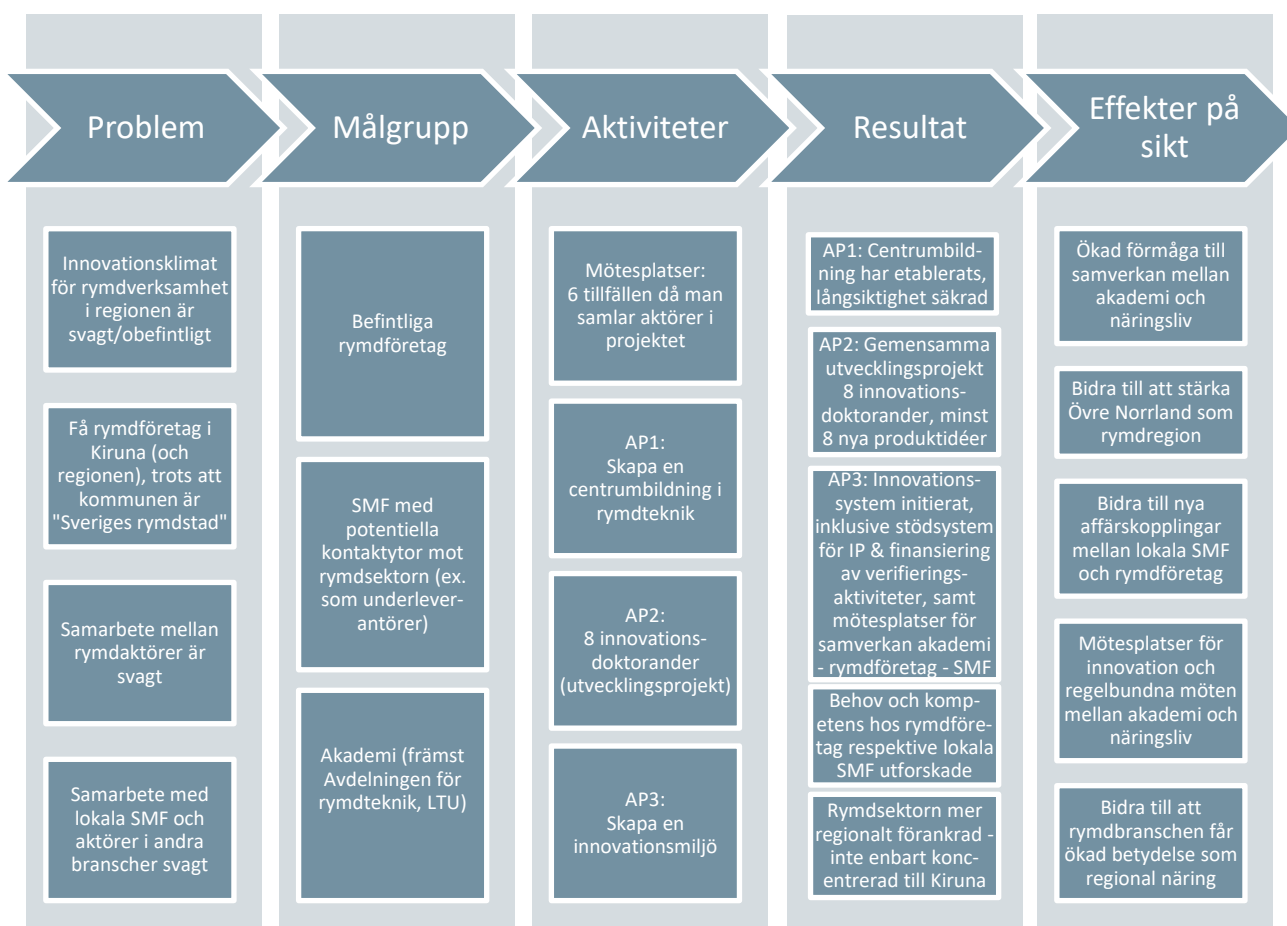 Problem
Innovationsklimat
för rymdverksamhet
i regionen är
svagt/obefintligt
Få rymdföretag i
Kiruna (och
regionen), trots att
kommunen är
"Sveriges rymdstad"
Samarbete mellan
rymdaktörer är
svagt
Samarbete med
lokala SMF och
aktörer i andra
branscher svagt
Målgrupp
Befintliga
rymdföretag
SMF med
potentiella
kontaktytor mot
rymdsektorn (ex.
som underlever-
antörer)
Akademi (främst
Avdelningen för
rymdteknik, LTU)
Aktiviteter
Mötesplatser:
6 tillfällen då man
samlar aktörer i
projektet
AP1:
Skapa en
centrumbildning i
rymdteknik
AP2:
8 innovations-
doktorander
(utvecklingsprojekt)
AP3:
Skapa en
innovationsmiljö
Resultat
AP1: Centrumbild-
ning har etablerats,
långsiktighet säkrad
AP2: Gemensamma
utvecklingsprojekt
8 innovations-
doktorander, minst
8 nya produktidéer
AP3: Innovations-
system initierat,
inklusive stödsystem
för IP & finansiering
av verifierings-
aktiviteter, samt
mötesplatser för
samverkan akademi
- rymdföretag - SMF
Behov och komp-
etens hos rymdföre-
tag respektive lokala
SMF utforskade
Rymdsektorn mer
regionalt förankrad -
inte enbart konc-
entrerad till Kiruna
Effekter på
sikt
Ökad förmåga till
samverkan mellan
akademi och
näringsliv
Bidra till att stärka
Övre Norrland som
rymdregion
Bidra till nya
affärskopplingar
mellan lokala SMF
och rymdföretag
Mötesplatser för
innovation och
regelbundna möten
mellan akademi och
näringsliv
Bidra till att
rymdbranschen får
ökad betydelse som
regional näring